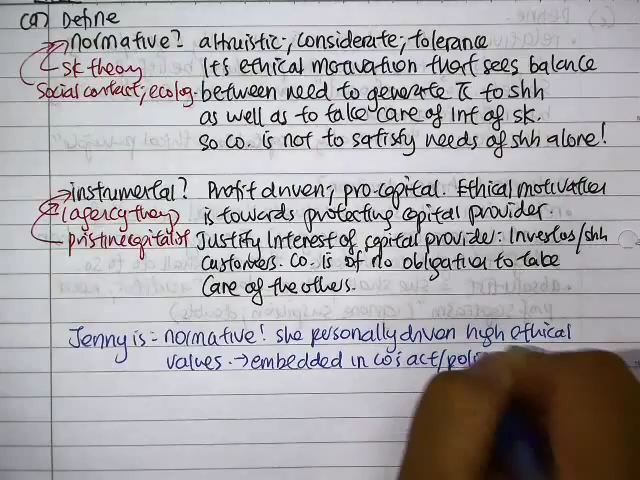 (a) Define
normative? altruistic; considerate; tolerance
sk theory It's ethical motivation that sees balance
Social contact; ecolog. between need to generate π to shh
as well as to take care of Int of sk.
So co. is not to satisfy needs of shh alone!
instrumental? Profit driven; pro-capital. Ethical motivation
agency theory is towards protecting capital provider.
pristine capitalist Justify Interest of capital provider: Investors/shh
Customers. Co. is of no obligation to take
Care of the others.
Jenny is = normative! she personally driven high ethical
values. → embedded in co's act/